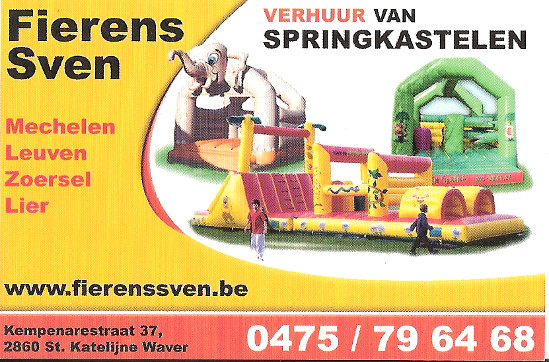 Fierens
Sven
VERHUUR VAN
SPRINGKASTELEN
Mechelen
Leuven
Zoersel
Lier
www.fierenssven.be
Kempenarestraat 37,
2860 St. Katelijne Waver
0475 / 79 64 68